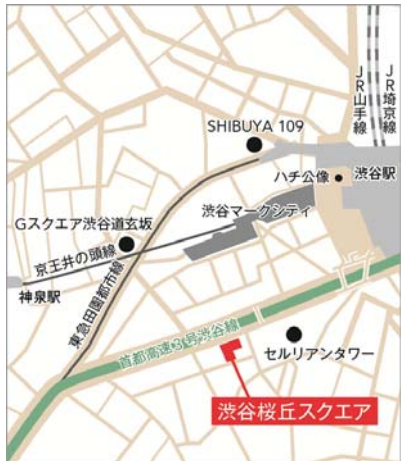 JR山手線
JR埼京線
SHIBUYA 109
ハチ公像
渋谷駅
渋谷マークシティ
Gスクエア渋谷道玄坂
京王井の頭線
神泉駅
東急田園都市線
首都高速3号渋谷線
セルリアンタワー
渋谷桜丘スクエア